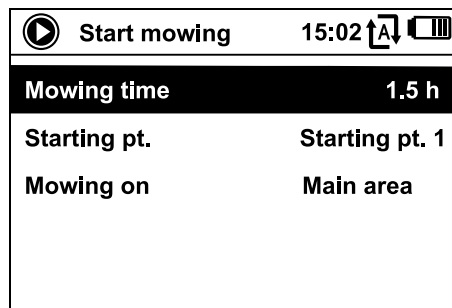 Start mowing 15:02 A
Mowing time 1.5 h
Starting pt. Starting pt. 1
Mowing on Main area